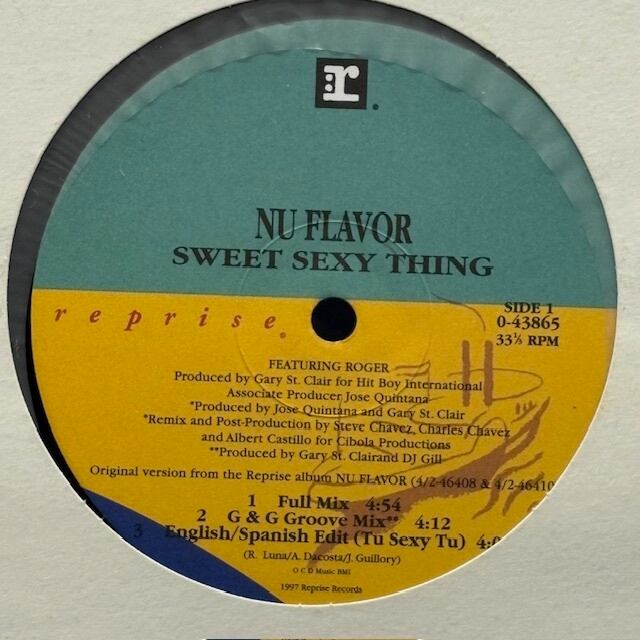 r
NU FLAVOR
SWEET SEXY THING
reprise
SIDE 1
0-43865
33⅓ RPM
FEATURING ROGER
Produced by Gary St. Clair for Hit Boy International
Associate Producer Jose Quintana
*Produced by Jose Quintana and Gary St. Clair
*Remix and Post-Production by Steve Chavez, Charles Chavez
and Albert Castillo for Cibola Productions
**Produced by Gary St. Clairand DJ Gill
Original version from the Reprise album NU FLAVOR (4/2-46408 & 4/2-46410
1 Full Mix 4:54
2 G & G Groove Mix** 4:12
3 English/Spanish Edit (Tu Sexy Tu)
(R. Luna/A. Dacosta/J. Guillory)
O C D Music BMI
1997 Reprise Records